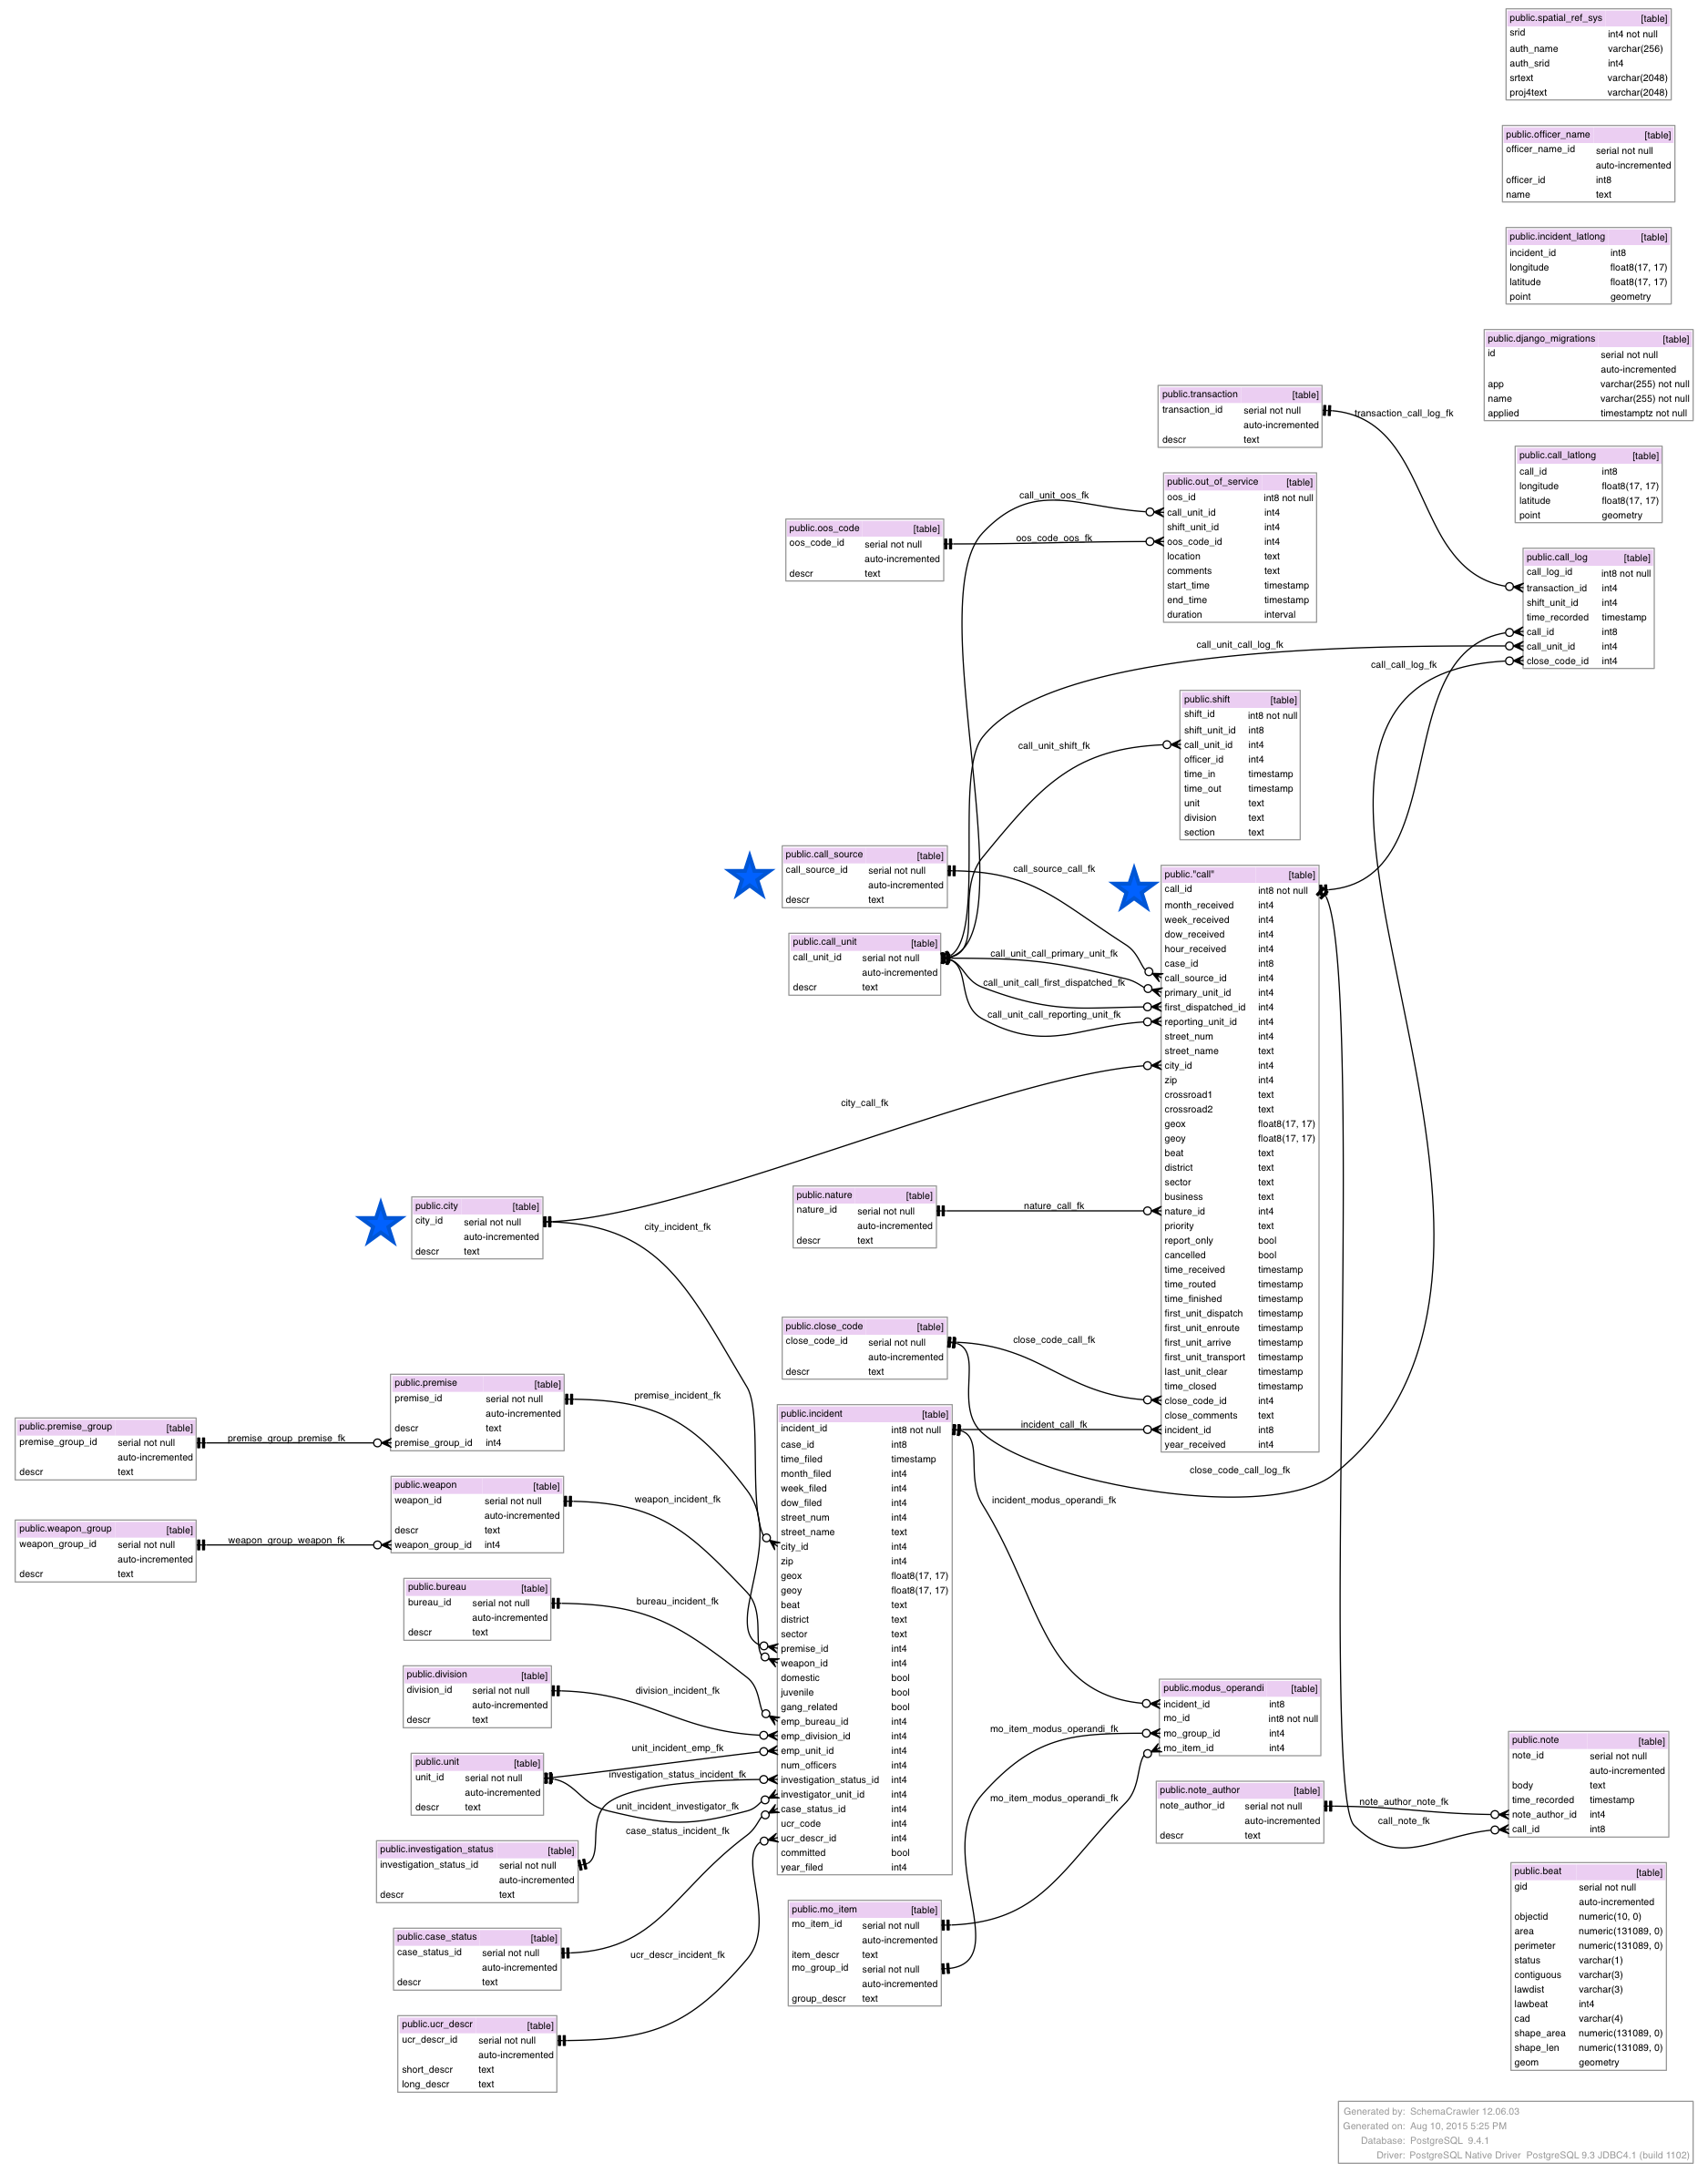 public.spatial_ref_sys [table]
srid int4 not null
auth_name varchar(256)
auth_srid int4
srtext varchar(2048)
proj4text varchar(2048)
public.officer_name [table]
officer_name_id serial not null
auto-incremented
officer_id int8
name text
public.incident_latlong [table]
incident_id int8
longitude float8(17, 17)
latitude float8(17, 17)
point geometry
public.django_migrations [table]
id serial not null
auto-incremented
app varchar(255) not null
name varchar(255) not null
applied timestamptz not null
public.transaction [table]
transaction_id serial not null
auto-incremented
descr text
transaction_call_log_fk
public.call_latlong [table]
call_id int8
longitude float8(17, 17)
latitude float8(17, 17)
point geometry
public.out_of_service [table]
oos_id int8 not null
call_unit_id int4
shift_unit_id int4
oos_code_id int4
location text
comments text
start_time timestamp
end_time timestamp
duration interval
call_unit_oos_fk
public.oos_code [table]
oos_code_id serial not null
auto-incremented
descr text
oos_code_oos_fk
public.call_log [table]
call_log_id int8 not null
transaction_id int4
shift_unit_id int4
time_recorded timestamp
call_id int8
call_unit_id int4
close_code_id int4
call_unit_call_log_fk
call_call_log_fk
public.shift [table]
shift_id int8 not null
shift_unit_id int8
call_unit_id int4
officer_id int4
time_in timestamp
time_out timestamp
unit text
division text
section text
call_unit_shift_fk
public.call_source [table]
call_source_id serial not null
auto-incremented
descr text
call_source_call_fk
public.call_unit [table]
call_unit_id serial not null
auto-incremented
descr text
call_unit_call_primary_unit_fk
call_unit_call_first_dispatched_fk
call_unit_call_reporting_unit_fk
public."call" [table]
call_id int8 not null
month_received int4
week_received int4
dow_received int4
hour_received int4
case_id int8
call_source_id int4
primary_unit_id int4
first_dispatched_id int4
reporting_unit_id int4
street_num int4
street_name text
city_id int4
zip int4
crossroad1 text
crossroad2 text
geox float8(17, 17)
geoy float8(17, 17)
beat text
district text
sector text
business text
nature_id int4
priority text
report_only bool
cancelled bool
time_received timestamp
time_routed timestamp
time_finished timestamp
first_unit_dispatch timestamp
first_unit_enroute timestamp
first_unit_arrive timestamp
first_unit_transport timestamp
last_unit_clear timestamp
time_closed timestamp
close_code_id int4
close_comments text
incident_id int8
year_received int4
city_call_fk
public.city [table]
city_id serial not null
auto-incremented
descr text
city_incident_fk
public.nature [table]
nature_id serial not null
auto-incremented
descr text
nature_call_fk
public.close_code [table]
close_code_id serial not null
auto-incremented
descr text
close_code_call_fk
close_code_call_log_fk
public.premise [table]
premise_id serial not null
auto-incremented
descr text
premise_group_id int4
premise_incident_fk
public.premise_group [table]
premise_group_id serial not null
auto-incremented
descr text
premise_group_premise_fk
public.weapon [table]
weapon_id serial not null
auto-incremented
descr text
weapon_group_id int4
weapon_incident_fk
public.weapon_group [table]
weapon_group_id serial not null
auto-incremented
descr text
weapon_group_weapon_fk
public.incident [table]
incident_id int8 not null
case_id int8
time_filed timestamp
month_filed int4
week_filed int4
dow_filed int4
street_num int4
street_name text
city_id int4
zip int4
geox float8(17, 17)
geoy float8(17, 17)
beat text
district text
sector text
premise_id int4
weapon_id int4
domestic bool
juvenile bool
gang_related bool
emp_bureau_id int4
emp_division_id int4
emp_unit_id int4
num_officers int4
investigation_status_id int4
investigator_unit_id int4
case_status_id int4
ucr_code int4
ucr_descr_id int4
committed bool
year_filed int4
incident_call_fk
incident_modus_operandi_fk
public.bureau [table]
bureau_id serial not null
auto-incremented
descr text
bureau_incident_fk
public.division [table]
division_id serial not null
auto-incremented
descr text
division_incident_fk
public.unit [table]
unit_id serial not null
auto-incremented
descr text
unit_incident_emp_fk
investigation_status_incident_fk
unit_incident_investigator_fk
case_status_incident_fk
public.investigation_status [table]
investigation_status_id serial not null
auto-incremented
descr text
public.case_status [table]
case_status_id serial not null
auto-incremented
descr text
ucr_descr_incident_fk
public.ucr_descr [table]
ucr_descr_id serial not null
auto-incremented
short_descr text
long_descr text
public.modus_operandi [table]
incident_id int8
mo_id int8 not null
mo_group_id int4
mo_item_id int4
mo_item_modus_operandi_fk
mo_item_modus_operandi_fk
public.mo_item [table]
mo_item_id serial not null
auto-incremented
item_descr text
mo_group_id serial not null
auto-incremented
group_descr text
public.note_author [table]
note_author_id serial not null
auto-incremented
descr text
note_author_note_fk
call_note_fk
public.note [table]
note_id serial not null
auto-incremented
body text
time_recorded timestamp
note_author_id int4
call_id int8
public.beat [table]
gid serial not null
auto-incremented
objectid numeric(10, 0)
area numeric(131089, 0)
perimeter numeric(131089, 0)
status varchar(1)
contiguous varchar(3)
lawdist varchar(3)
lawbeat int4
cad varchar(4)
shape_area numeric(131089, 0)
shape_len numeric(131089, 0)
geom geometry
Generated by: SchemaCrawler 12.06.03
Generated on: Aug 10, 2015 5:25 PM
Database: PostgreSQL 9.4.1
Driver: PostgreSQL Native Driver PostgreSQL 9.3 JDBC4.1 (build 1102)